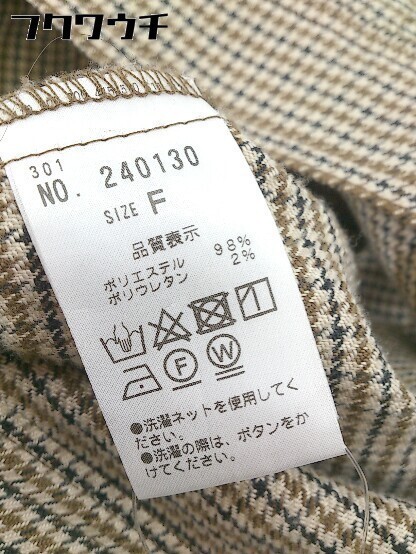 フクワウチ
301
NO. 240130
SIZE F
品質表示
ポリエステル 98%
ポリウレタン 2%
F W
●洗濯ネットを使用してく
ださい。
●洗濯の際は、ボタンをか
けてください。